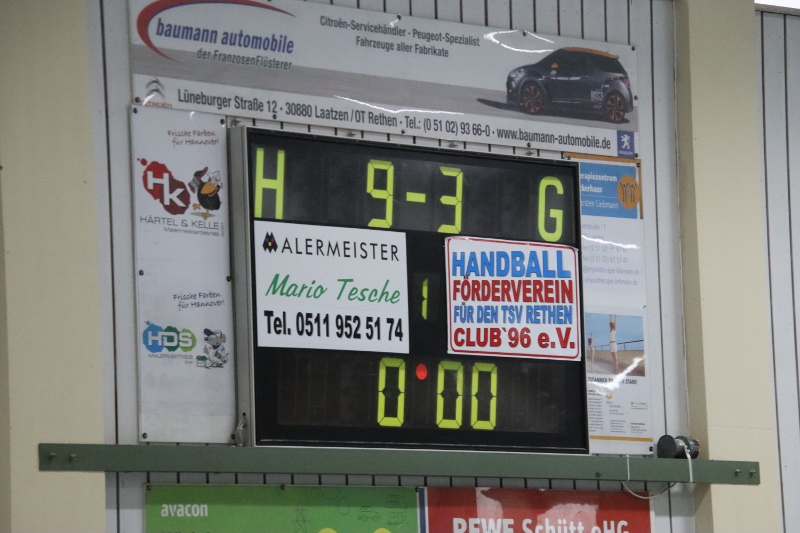 baumann automobile
der FranzosenFlüsterer
Citroën-Servicehändler · Peugeot-Spezialist
Fahrzeuge aller Fabrikate
Lüneburger Straße 12 · 30880 Laatzen/OT Rethen · Tel.: (0 51 02) 93 66-0 · www.baumann-automobile.de
Frische Farben
für Hannover!
HK
HÄRTEL & KELLE
Frische Farben
für Hannover!
HDS
H 9-3 G
MALERMEISTER
Mario Tesche
Tel. 0511 952 51 74
1
HANDBALL
FÖRDERVEREIN
FÜR DEN TSV RETHEN
CLUB`96 e.V.
0:00
avacon
REWE Schütt oHG